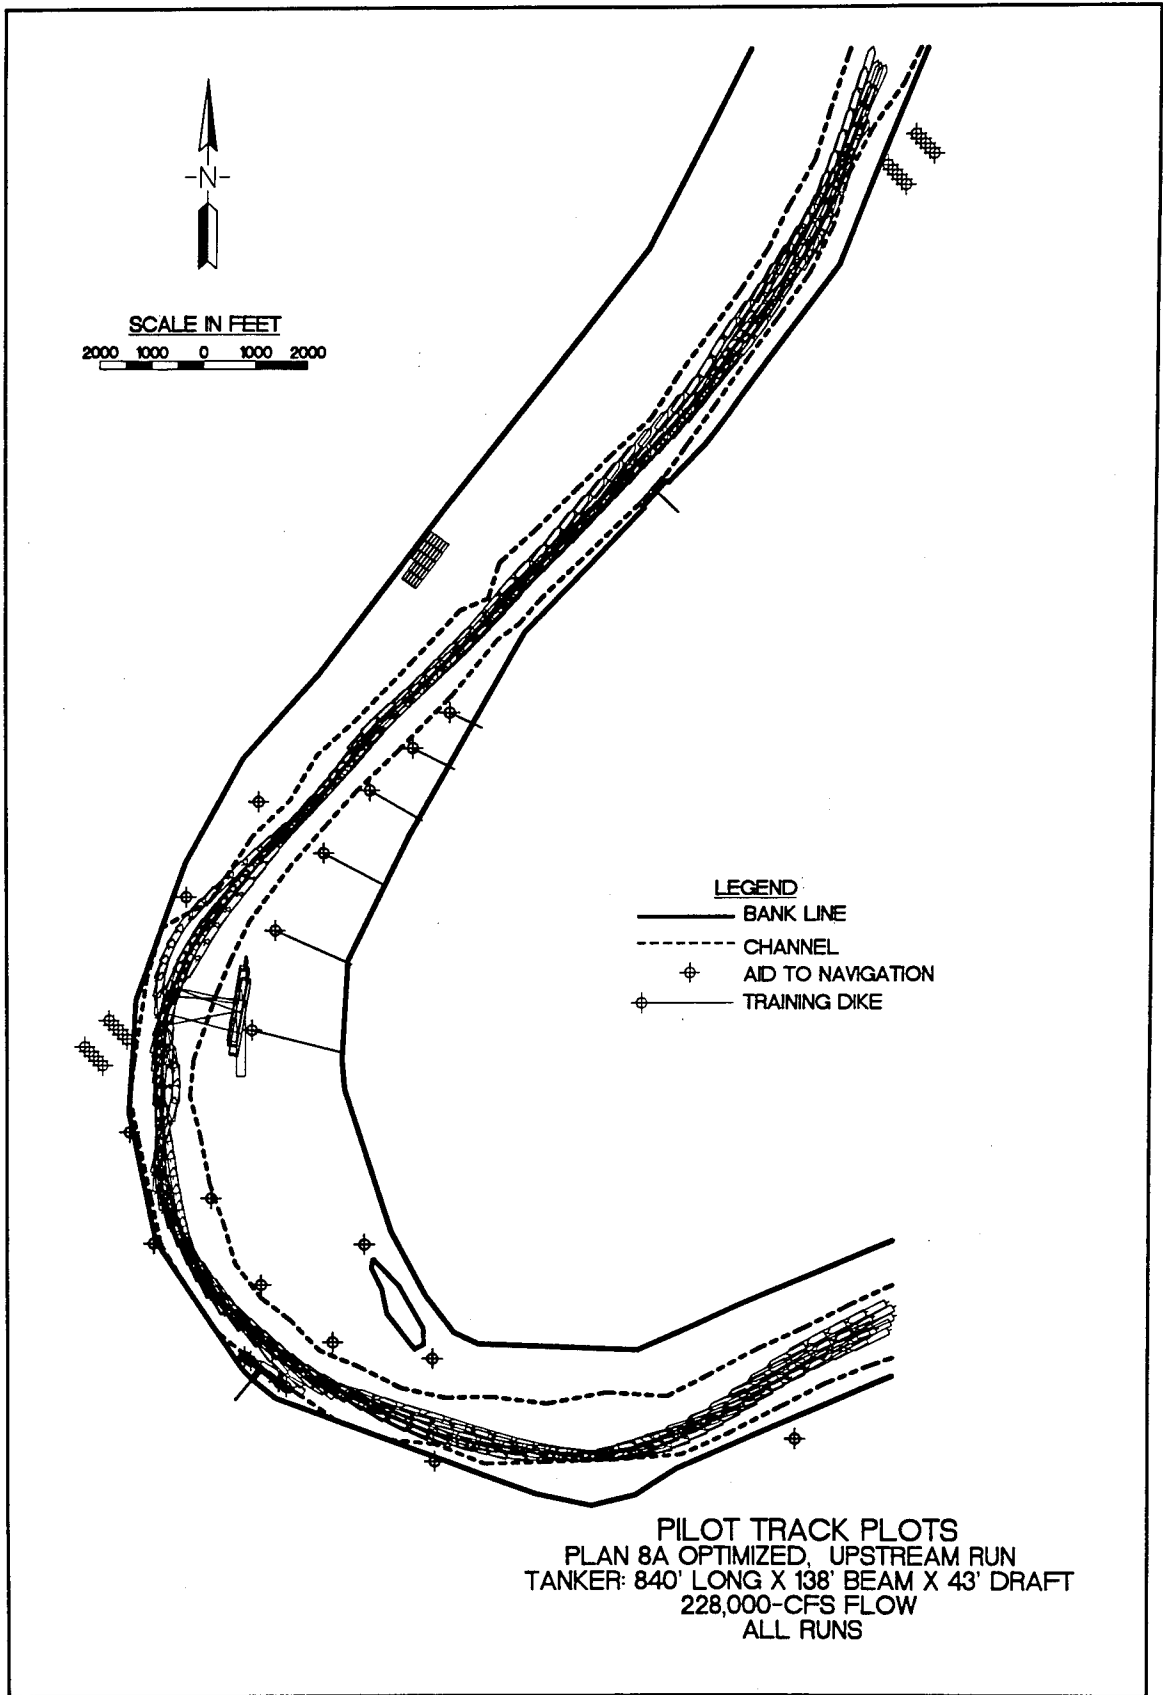 -N-
SCALE IN FEET
2000 1000 0 1000 2000
LEGEND
BANK LINE
CHANNEL
AID TO NAVIGATION
TRAINING DIKE
PILOT TRACK PLOTS
PLAN 8A OPTIMIZED, UPSTREAM RUN
TANKER: 840' LONG X 138' BEAM X 43' DRAFT
228,000-CFS FLOW
ALL RUNS